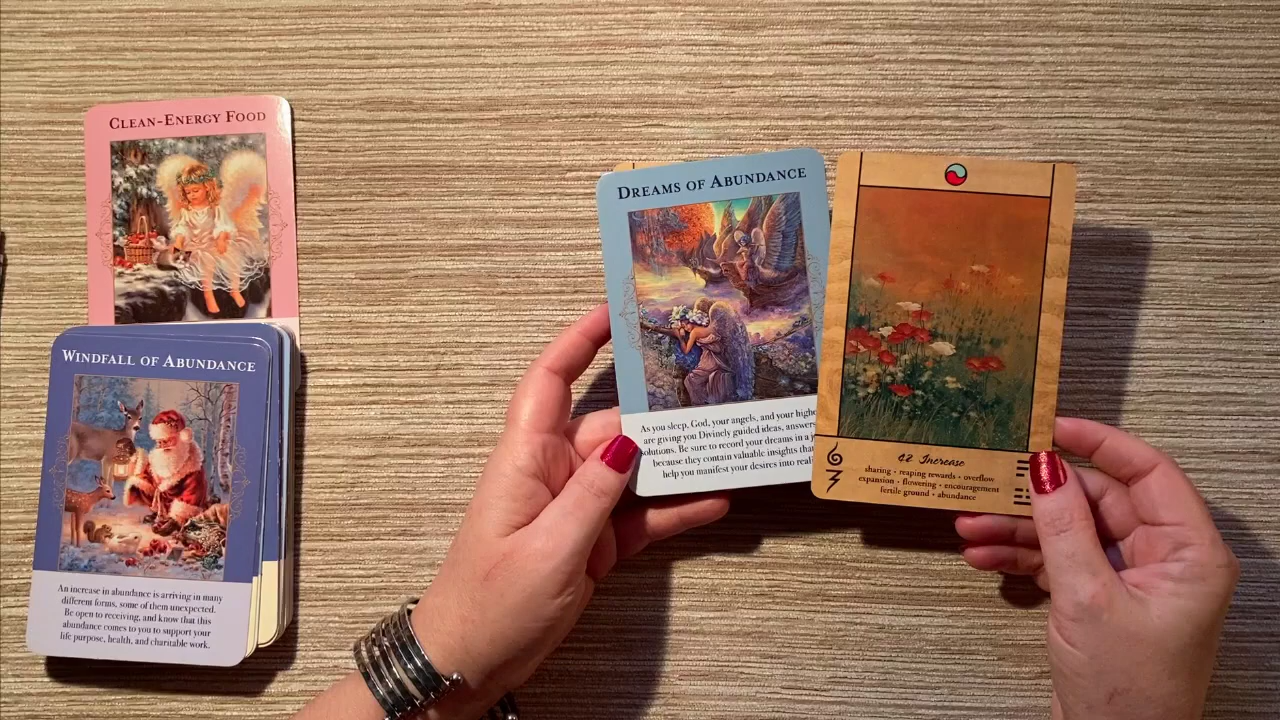 CLEAN-ENERGY FOOD
WINDFALL OF ABUNDANCE
An increase in abundance is arriving in many
different forms, some of them unexpected.
Be open to receiving, and know that this
abundance comes to you to support your
life purpose, health, and charitable work.
DREAMS OF ABUNDANCE
As you sleep, God, your angels, and your highe
are giving you Divinely guided ideas, answers
solutions. Be sure to record your dreams in a j
because they contain valuable insights tha
help you manifest your desires into real
42 Increase
sharing • reaping rewards • overflow
expansion • flowering • encouragement
fertile ground • abundance